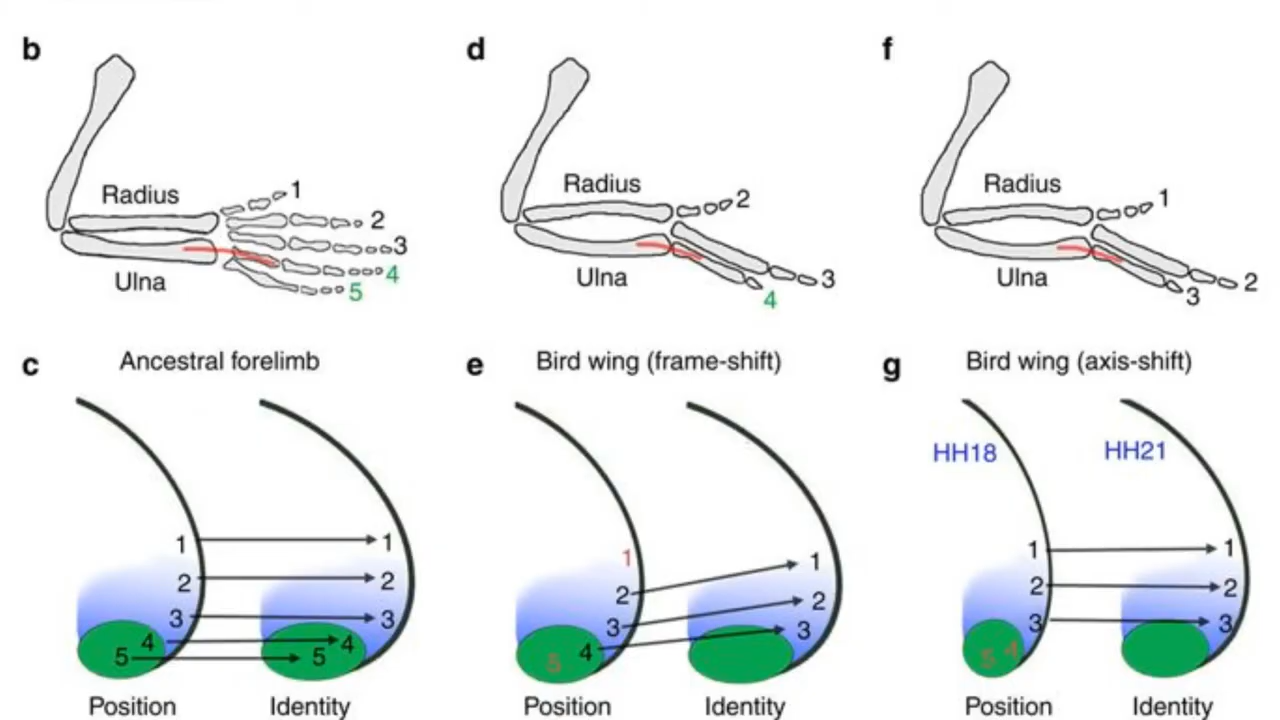 b
d
f
Radius
1
2
3
4
5
Ulna
Radius
2
3
4
Ulna
Radius
1
2
3
Ulna
c
Ancestral forelimb
e
Bird wing (frame-shift)
g
Bird wing (axis-shift)
1
2
3
4
5
1
2
3
4
5
Position
Identity
1
2
3
4
5
1
2
3
Position
Identity
HH18
HH21
1
2
3
4
5
1
2
3
Position
Identity